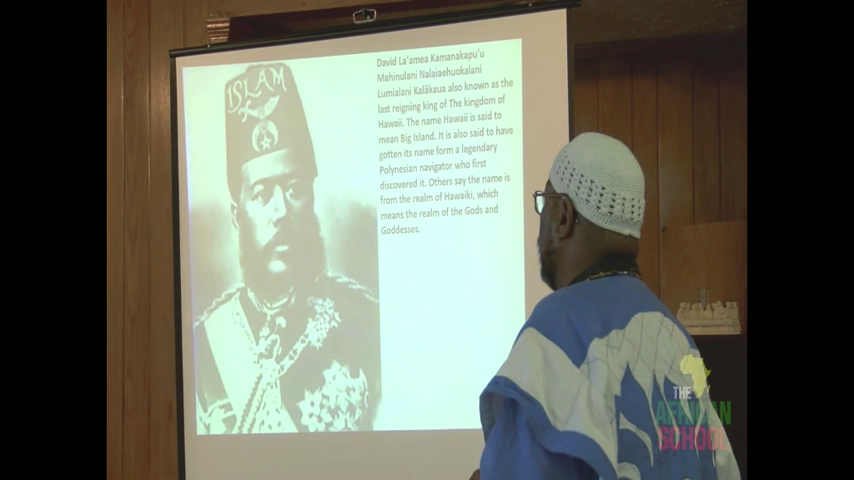 ISLAM
David La'amea Kamanakapu'u
Mahinulani Nalaiaehuokalani
Lumialani Kalākaua also known as the
last reigning king of The kingdom of
Hawaii. The name Hawaii is said to
mean Big Island. It is also said to have
gotten its name form a legendary
Polynesian navigator who first
discovered it. Others say the name is
from the realm of Hawaiki, which
means the realm of the Gods and
Goddesses.
THE
AFRICAN
SCHOOL